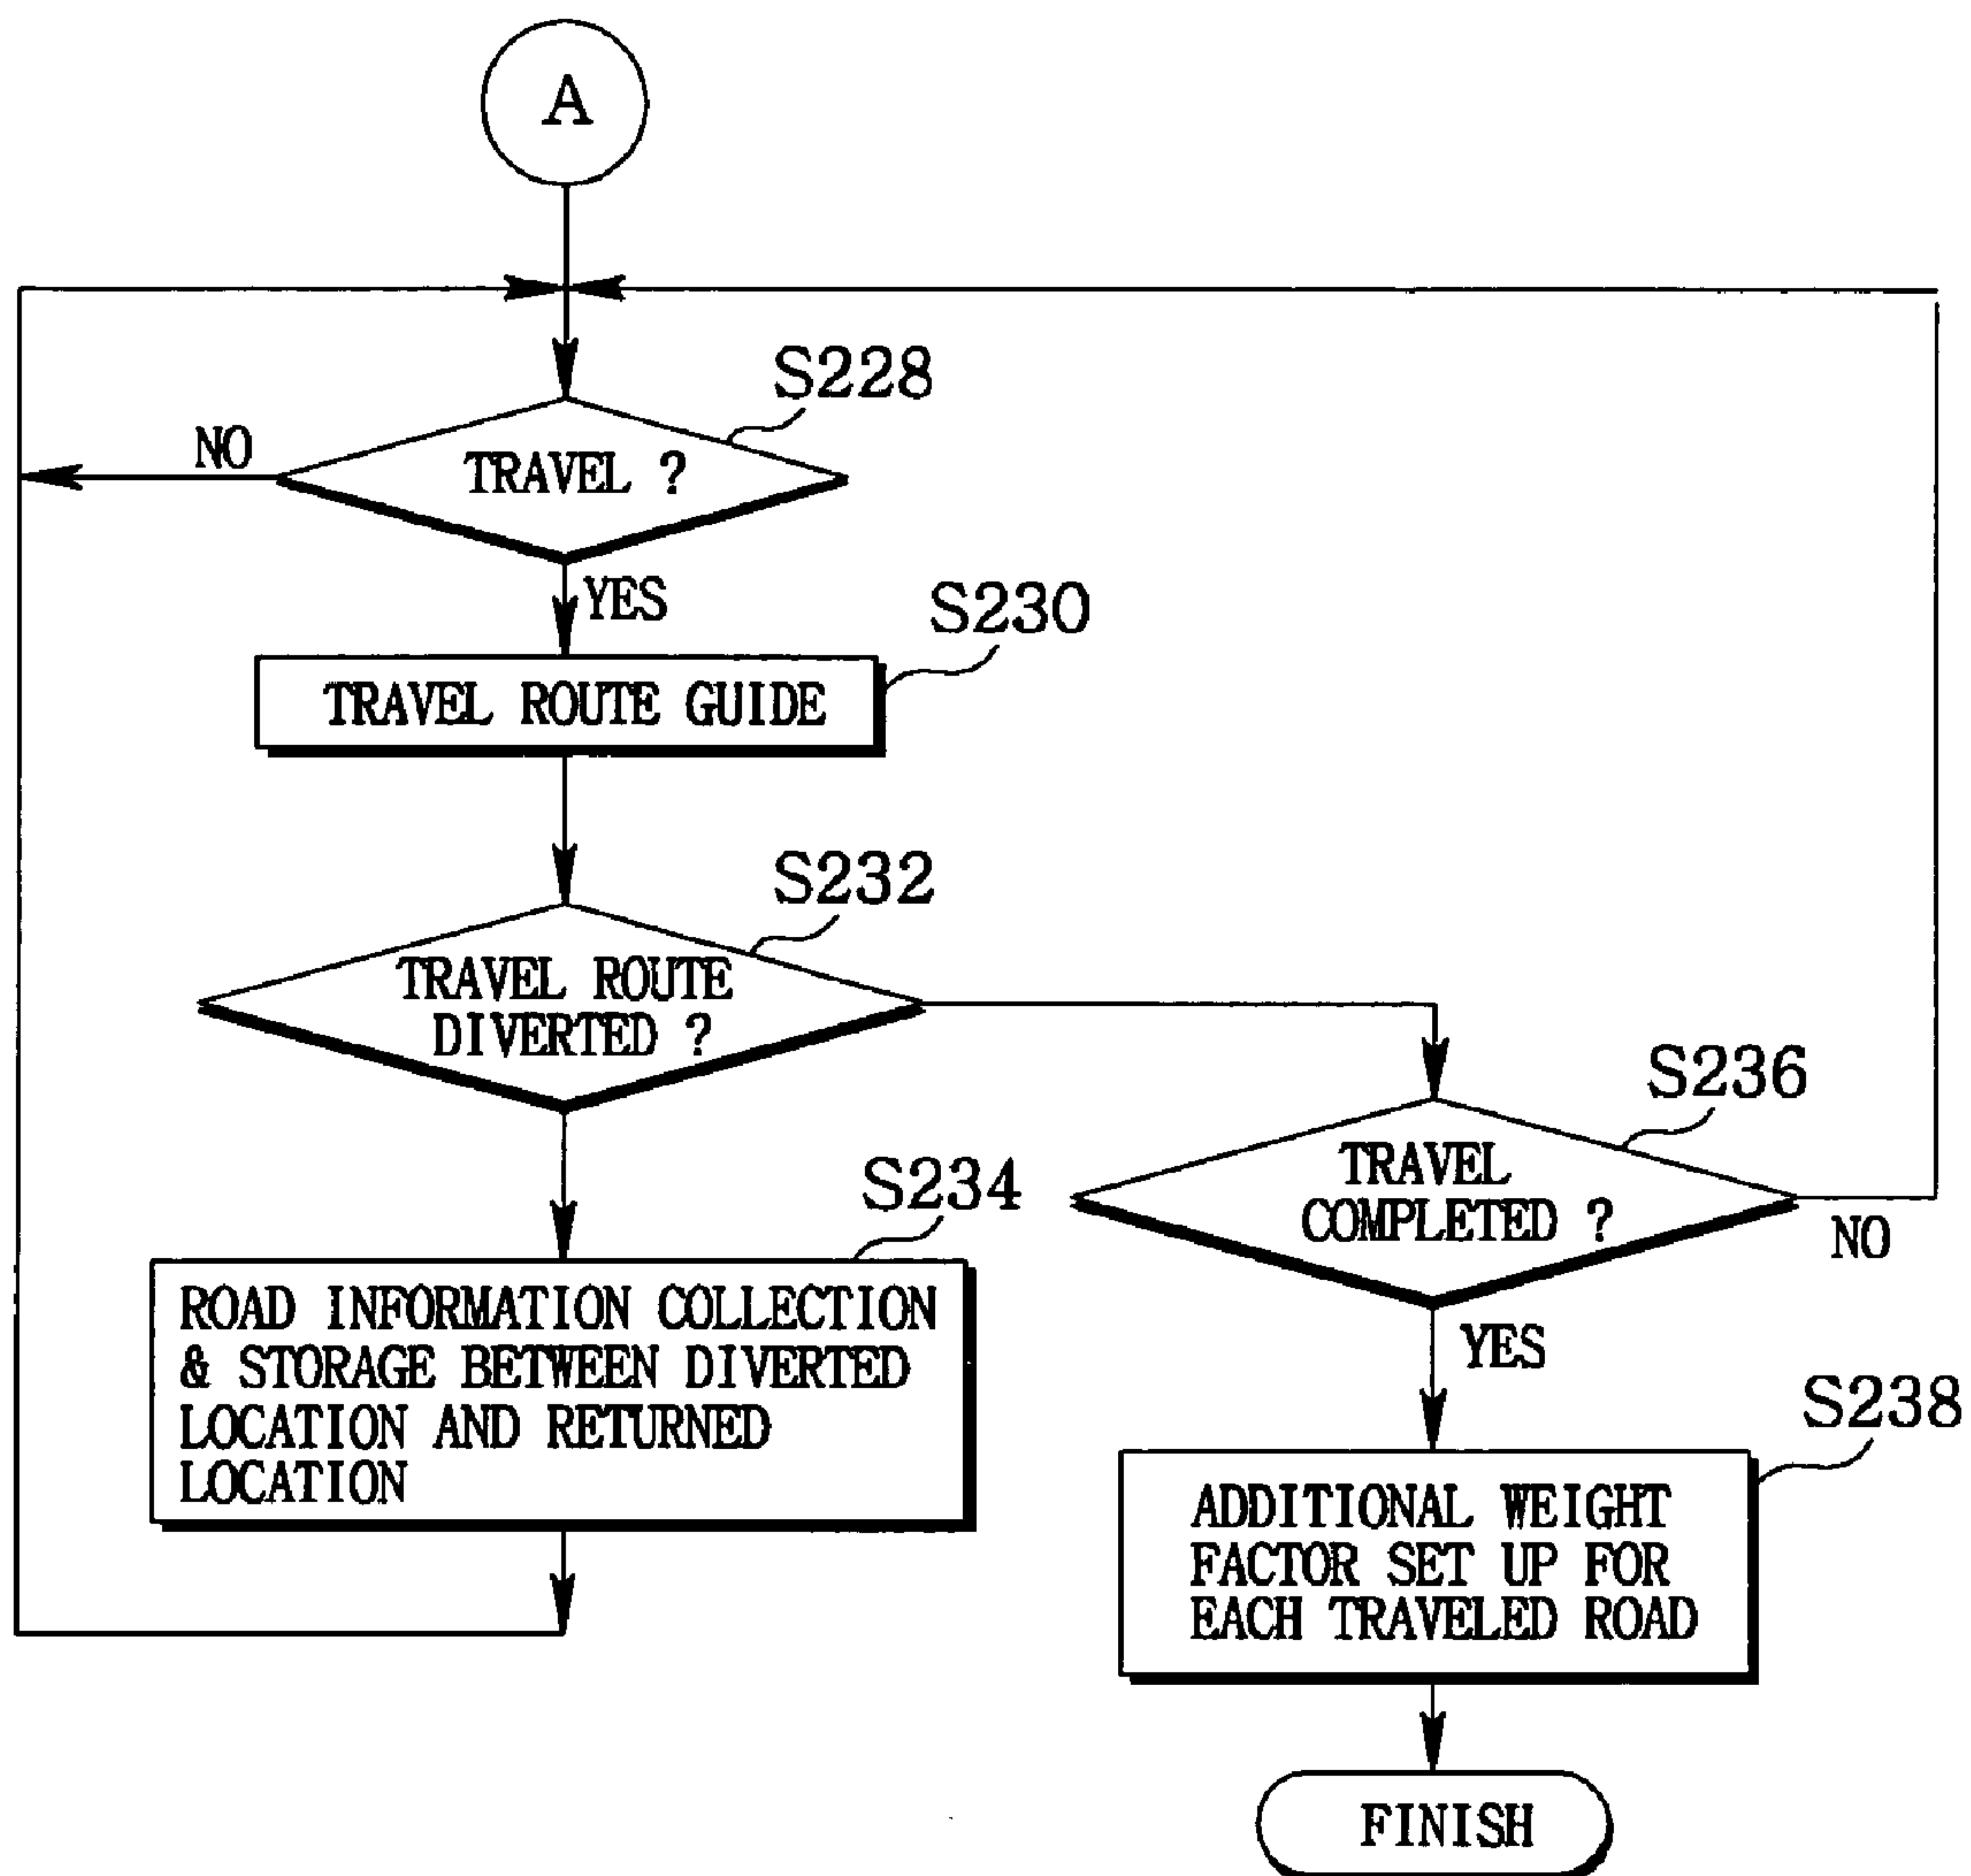 A
S228
NO
TRAVEL ?
YES
S230
TRAVEL ROUTE GUIDE
S232
TRAVEL ROUTE
DIVERTED ?
S236
TRAVEL
COMPLETED ?
NO
S234
ROAD INFORMATION COLLECTION
& STORAGE BETWEEN DIVERTED
LOCATION AND RETURNED
LOCATION
YES
S238
ADDITIONAL WEIGHT
FACTOR SET UP FOR
EACH TRAVELED ROAD
FINISH